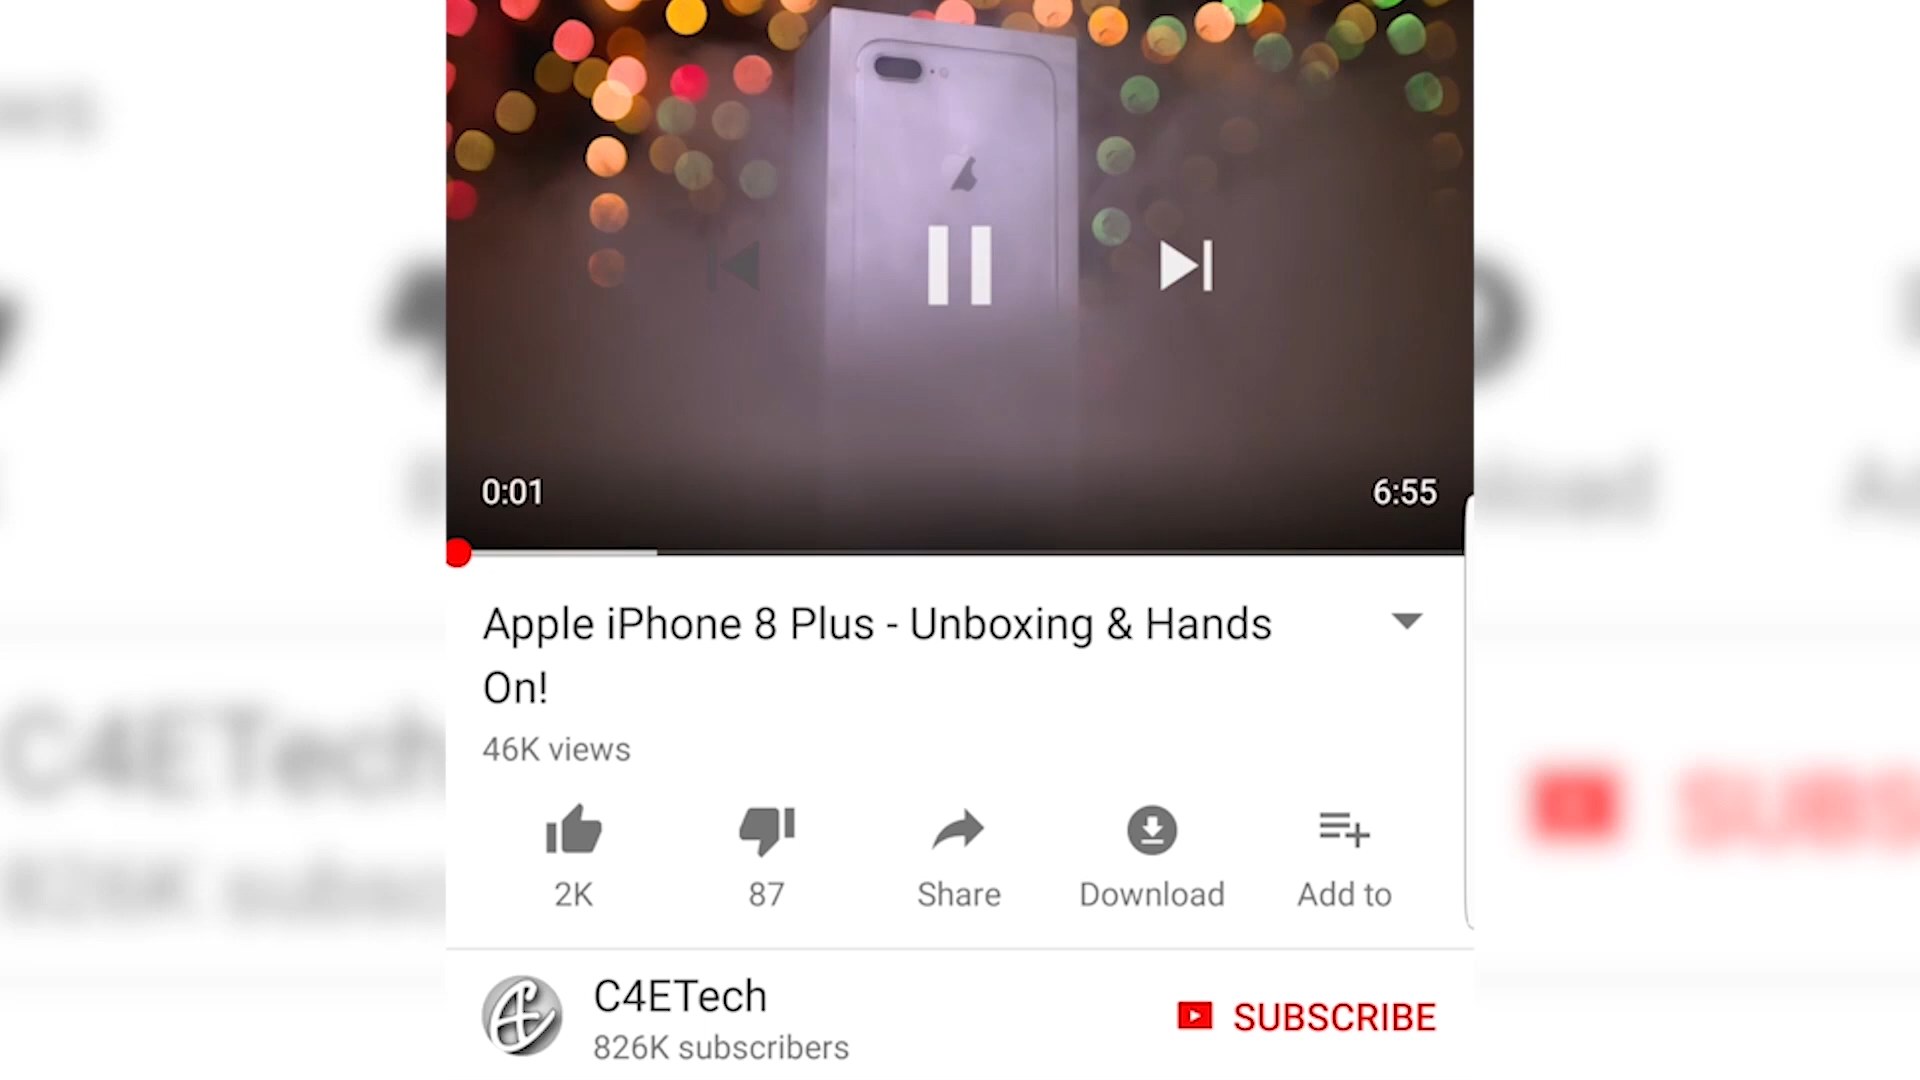 0:01
6:55
Apple iPhone 8 Plus - Unboxing & Hands
On!
46K views
2K
87
Share
Download
Add to
C4ETech
826K subscribers
SUBSCRIBE